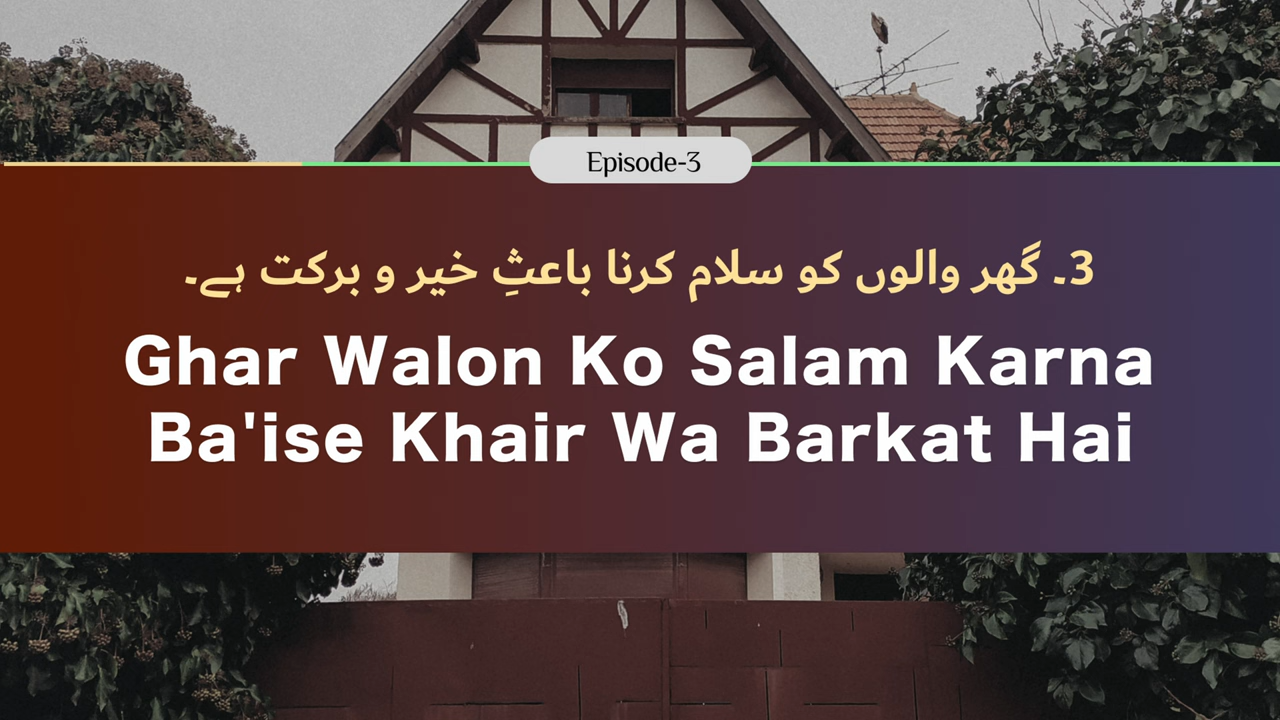 Episode-3
3۔ گھر والوں کو سلام کرنا باعثِ خیر و برکت ہے۔
Ghar Walon Ko Salam Karna
Ba'ise Khair Wa Barkat Hai